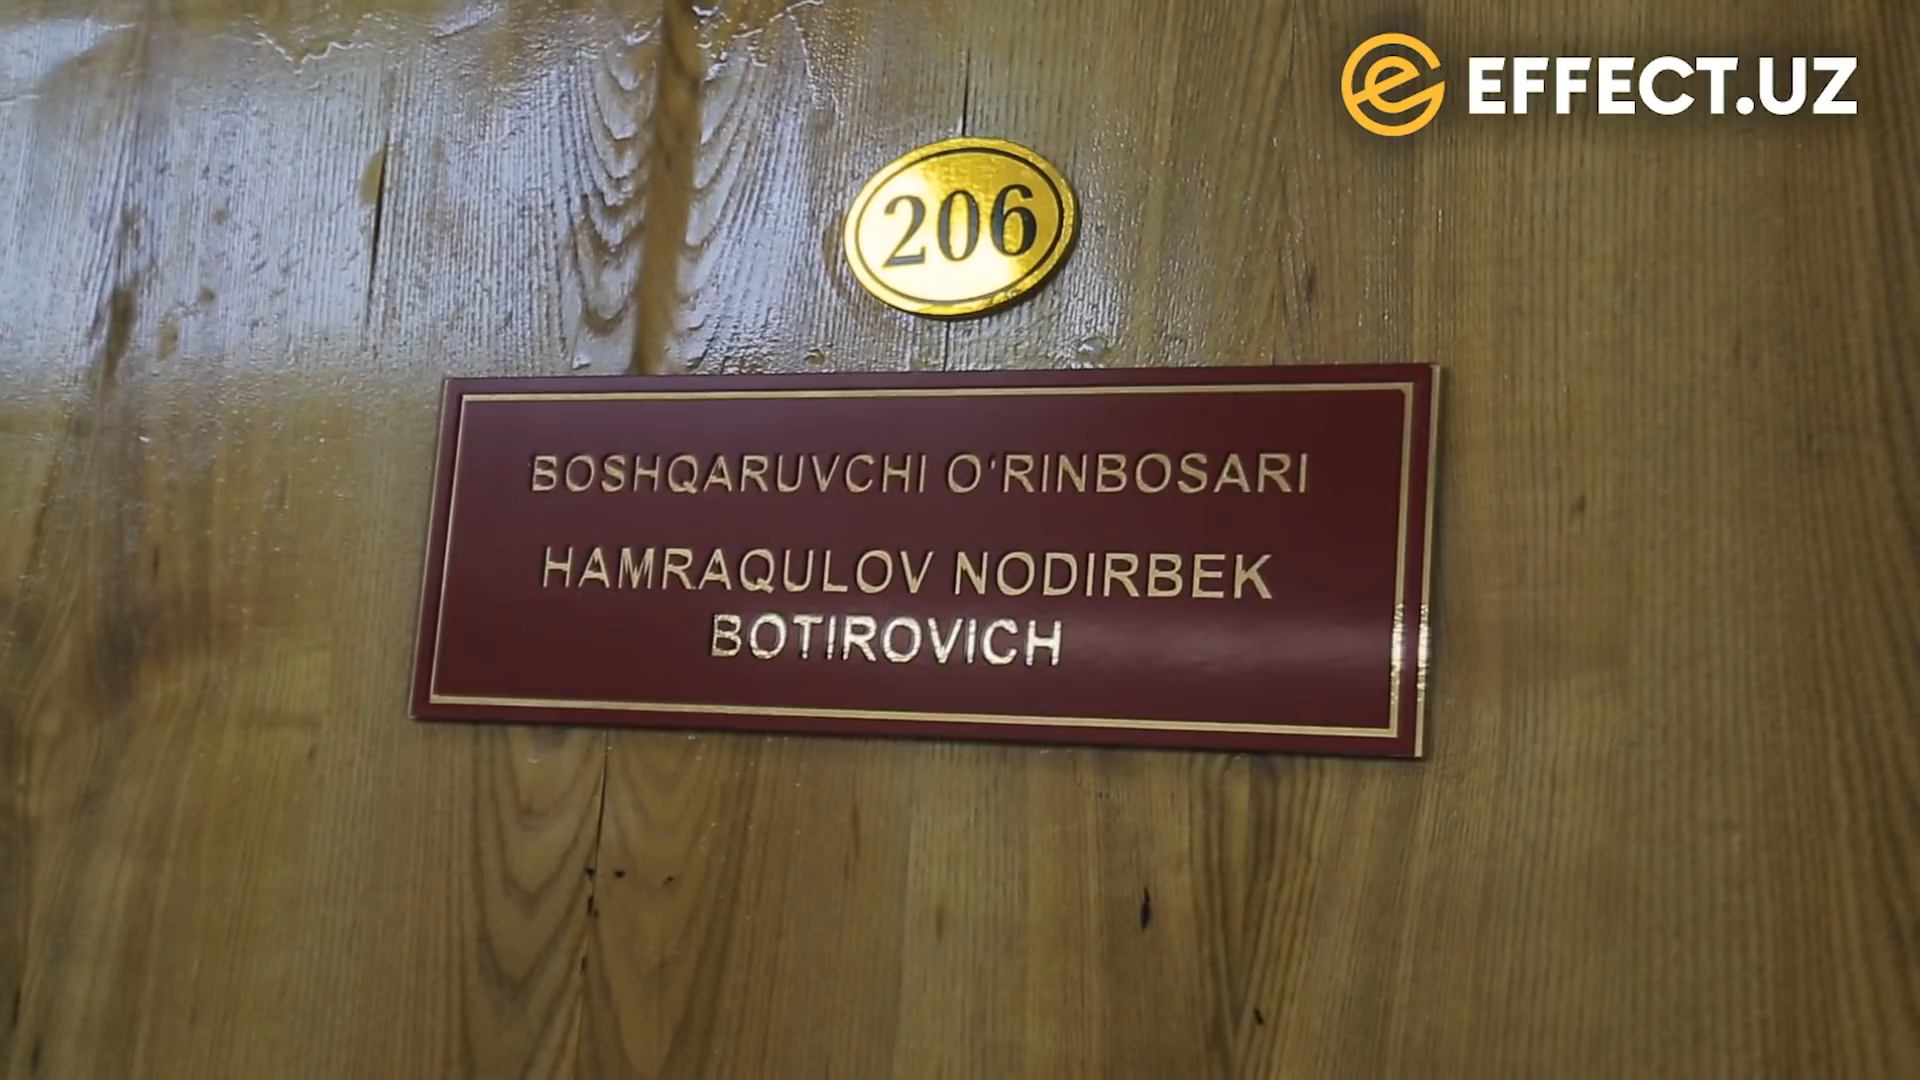 EFFECT.UZ
206
BOSHQARUVCHI O'RINBOSARI
HAMRAQULOV NODIRBEK
BOTIROVICH